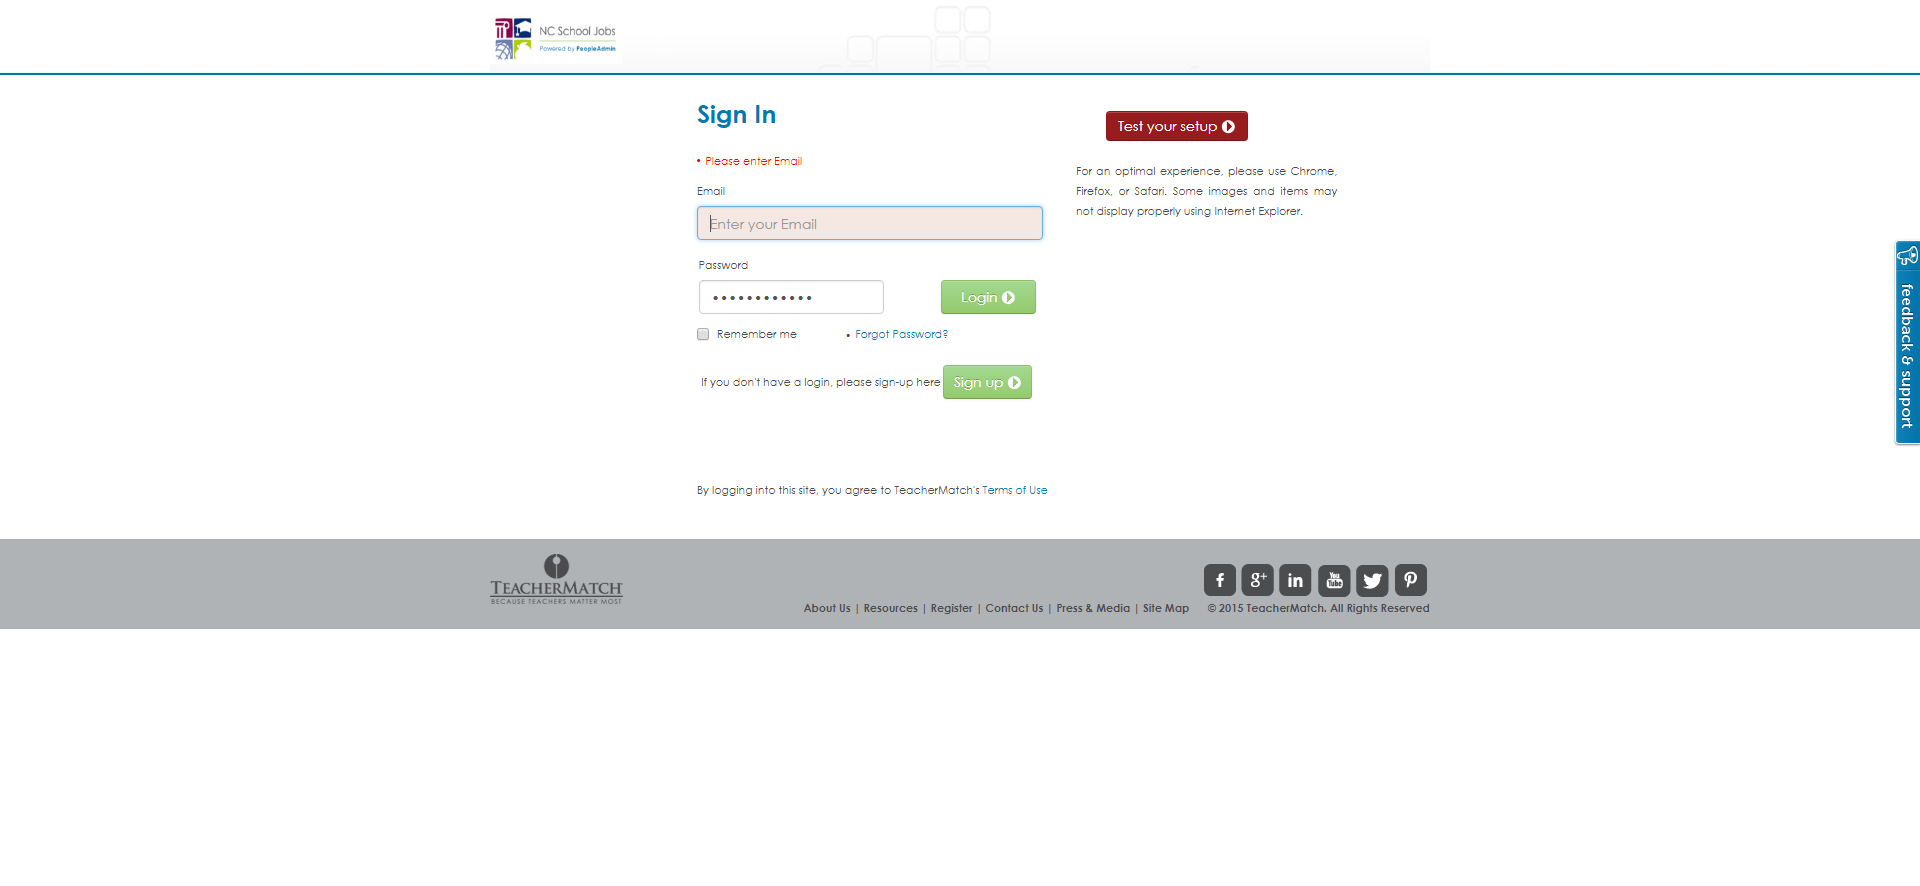 NC School Jobs
Powered by PeopleAdmin
Sign In
Test your setup
• Please enter Email
For an optimal experience, please use Chrome,
Firefox, or Safari. Some images and items may
not display properly using Internet Explorer.
Email
Enter your Email
Password
••••••••••••
Login
Remember me
• Forgot Password?
If you don't have a login, please sign-up here
Sign up
feedback & support
By logging into this site, you agree to TeacherMatch's Terms of Use
TEACHERMATCH
BECAUSE TEACHERS MATTER MOST
f g+ in You Tube
About Us | Resources | Register | Contact Us | Press & Media | Site Map © 2015 TeacherMatch. All Rights Reserved